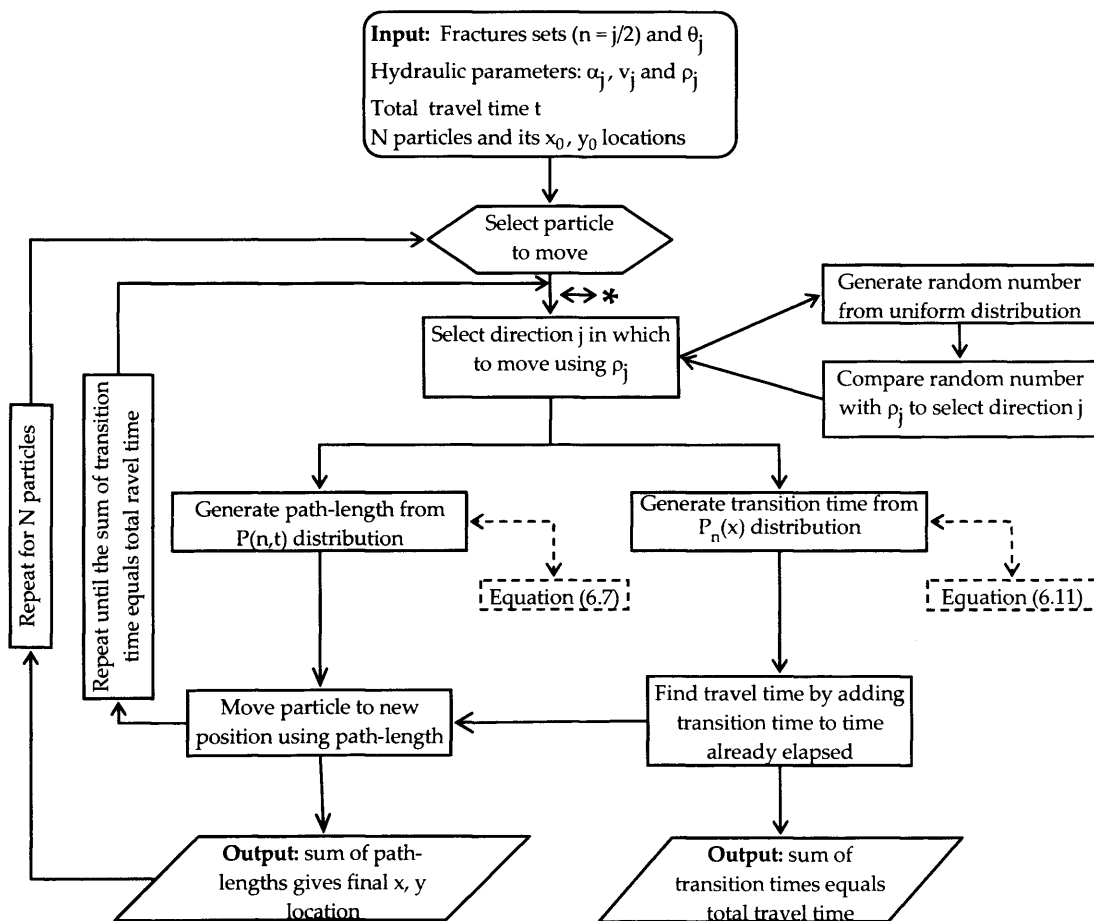 Input: Fractures sets (n = j/2) and θj
Hydraulic parameters: αj, vj and ρj
Total travel time t
N particles and its x0, y0 locations
Select particle
to move
*
Select direction j in which
to move using ρj
Generate random number
from uniform distribution
Compare random number
with ρj to select direction j
Repeat for N particles
Repeat until the sum of transition
time equals total ravel time
Generate path-length from
P(n,t) distribution
Equation (6.7)
Generate transition time from
Pn(x) distribution
Equation (6.11)
Move particle to new
position using path-length
Find travel time by adding
transition time to time
already elapsed
Output: sum of path-
lengths gives final x, y
location
Output: sum of
transition times equals
total travel time